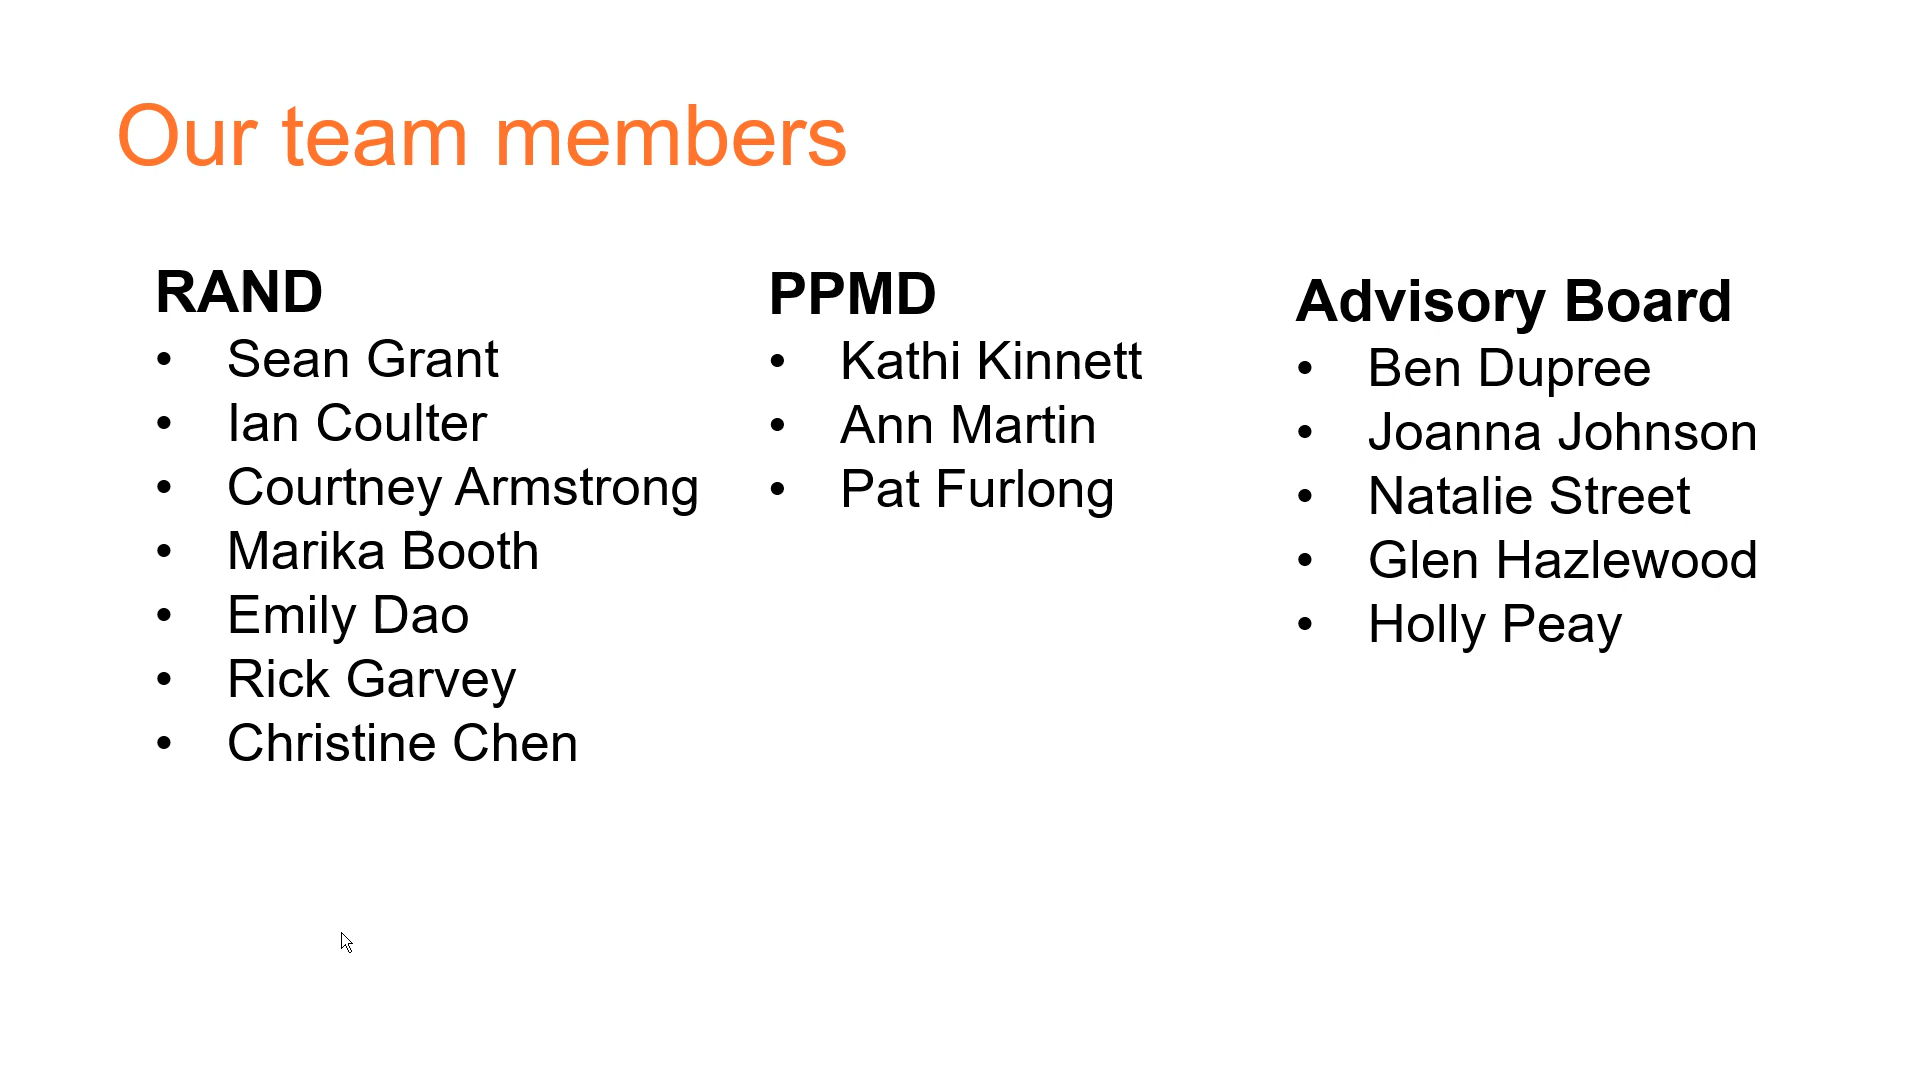 Our team members
RAND
• Sean Grant
• Ian Coulter
• Courtney Armstrong
• Marika Booth
• Emily Dao
• Rick Garvey
• Christine Chen
PPMD
• Kathi Kinnett
• Ann Martin
• Pat Furlong
Advisory Board
• Ben Dupree
• Joanna Johnson
• Natalie Street
• Glen Hazlewood
• Holly Peay